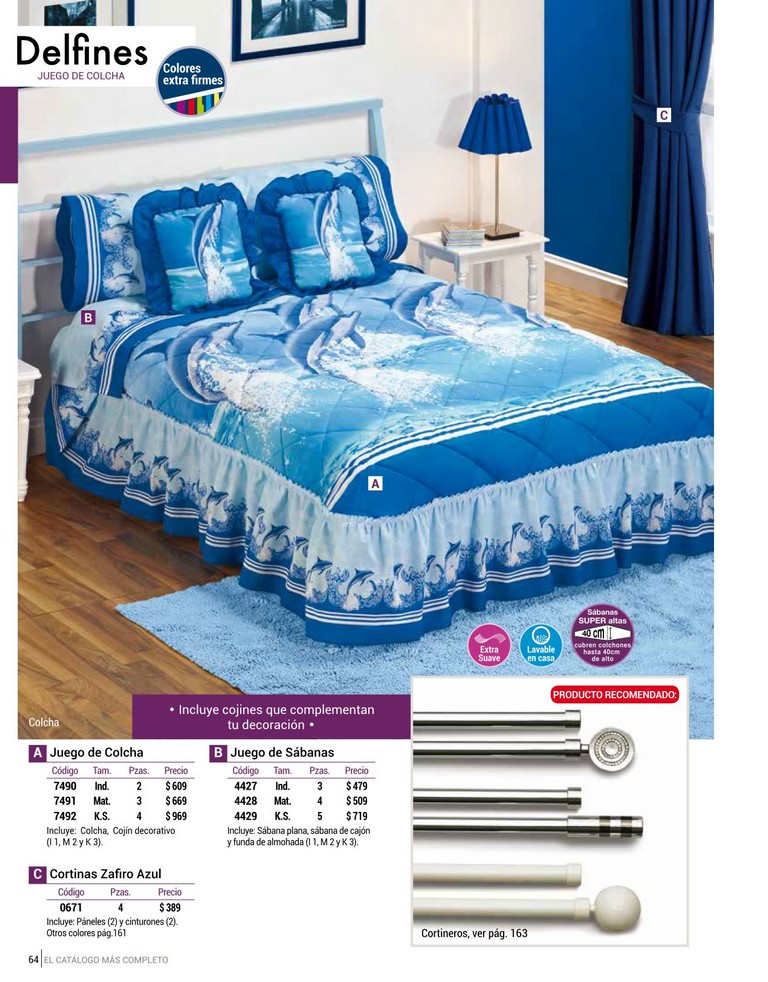 Delfines
JUEGO DE COLCHA
Colores
extra firmes
C
B
A
Extra
Suave
Lavable
en casa
Sábanas
SUPER altas
40 cm
cubren colchones
hasta 40cm
de alto
Colcha
• Incluye cojines que complementan
tu decoración •
PRODUCTO RECOMENDADO:
Cortineros, ver pág. 163
A Juego de Colcha
Código Tam. Pzas. Precio
7490 Ind. 2 $609
7491 Mat. 3 $669
7492 K.S. 4 $969
Incluye: Colcha, Cojín decorativo
(I 1, M 2 y K 3).
B Juego de Sábanas
Código Tam. Pzas. Precio
4427 Ind. 3 $479
4428 Mat. 4 $509
4429 K.S. 5 $719
Incluye: Sábana plana, sábana de cajón
y funda de almohada (I 1, M 2 y K 3).
C Cortinas Zafiro Azul
Código Pzas. Precio
0671 4 $389
Incluye: Páneles (2) y cinturones (2).
Otros colores pág.161
64 EL CATÁLOGO MÁS COMPLETO